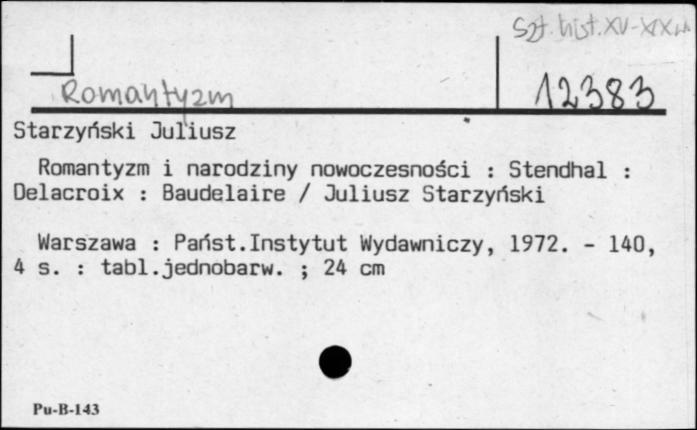 Szt. hist. XV-XIX w
Romantyzm
12383
Starzyński Juliusz
Romantyzm i narodziny nowoczesności : Stendhal :
Delacroix : Baudelaire / Juliusz Starzyński
Warszawa : Państ.Instytut Wydawniczy, 1972. - 140,
4 s. : tabl.jednobarw. ; 24 cm
Pu-B-143